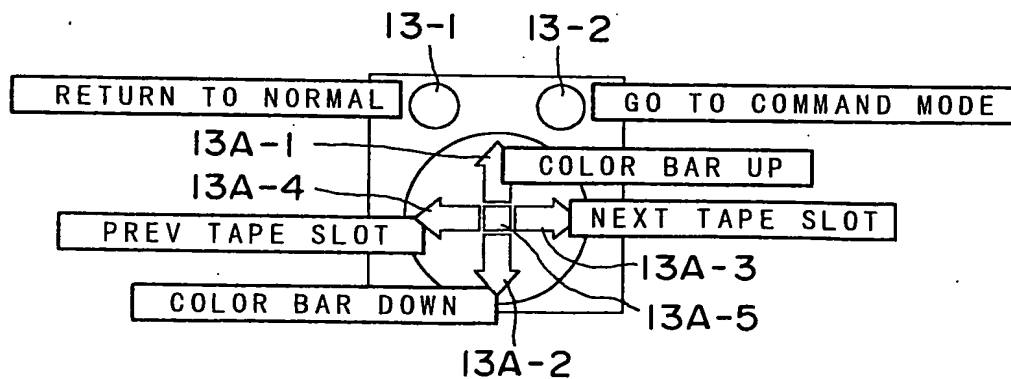 13-1 13-2
RETURN TO NORMAL
GO TO COMMAND MODE
13A-1
COLOR BAR UP
13A-4
PREV TAPE SLOT
NEXT TAPE SLOT
13A-3
COLOR BAR DOWN
13A-5
13A-2